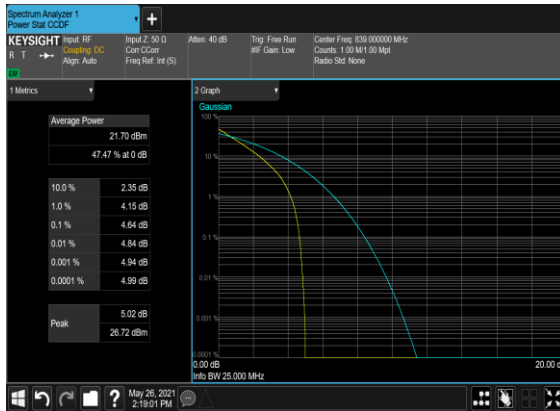 Spectrum Analyzer 1
Power Stat CCDF
+
KEYSIGHT
R T
LXI
Input: RF
Coupling: DC
Align: Auto
Input Z: 50 Ω
Corr CCorr
Freq Ref: Int (S)
Atten: 40 dB
Trig: Free Run
#IF Gain: Low
Center Freq: 839.000000 MHz
Counts: 1.00 M/1.00 Mpt
Radio Std: None
1 Metrics
Average Power
21.70 dBm
47.47 % at 0 dB
10.0 % 2.35 dB
1.0 % 4.15 dB
0.1 % 4.64 dB
0.01 % 4.84 dB
0.001 % 4.94 dB
0.0001 % 4.99 dB
Peak
5.02 dB
26.72 dBm
2 Graph
Gaussian
100 %
10 %
1 %
0.1 %
0.01 %
0.001 %
0.0001 %
0.00 dB
20.00
Info BW 25.000 MHz
?
May 26, 2021
2:19:01 PM